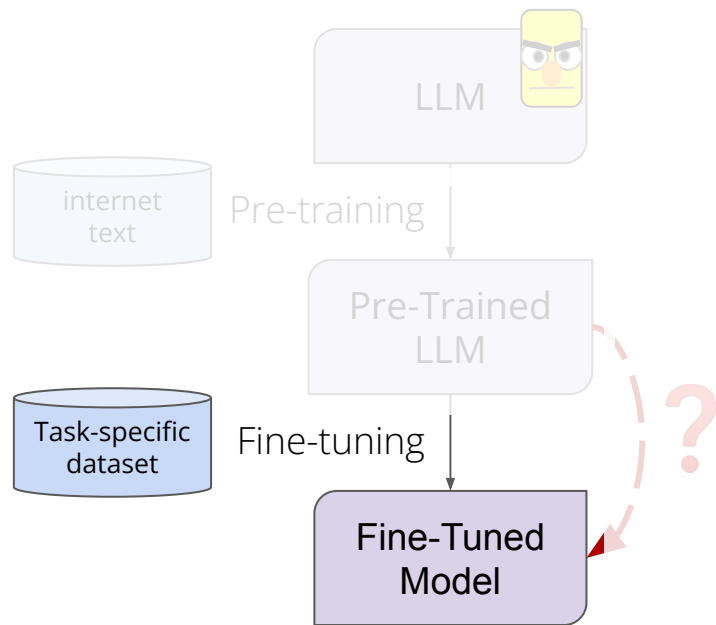 LLM
internet
text
Pre-training
Pre-Trained
LLM
?
Task-specific
dataset
Fine-tuning
Fine-Tuned
Model